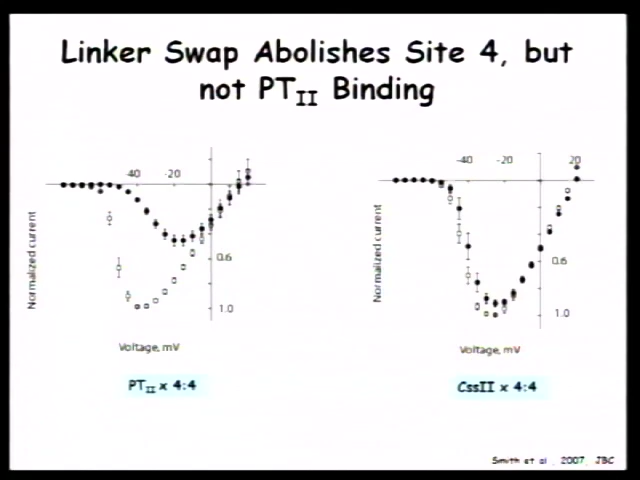 Linker Swap Abolishes Site 4, but
not PTII Binding
-40 -20
Normalized current
0.6
1.0
Voltage, mV
PTII x 4:4
-40 -20 20
Normalized current
0.6
1.0
Voltage, mV
CssII x 4:4
Smith et al., 2007, JBC